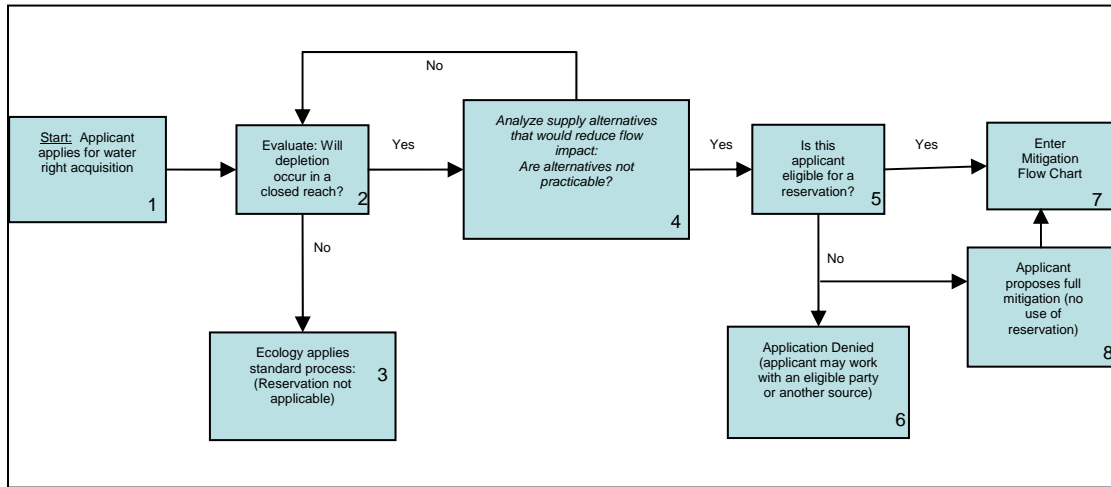 Start: Applicant
applies for water
right acquisition
1
Evaluate: Will
depletion
occur in a
closed reach?
2
Yes
No
No
Analyze supply alternatives
that would reduce flow
impact:
Are alternatives not
practicable?
4
Yes
Is this
applicant
eligible for a
reservation?
5
Yes
Enter
Mitigation
Flow Chart
7
No
Ecology applies
standard process:
(Reservation not
applicable)
3
Application Denied
(applicant may work
with an eligible party
or another source)
6
Applicant
proposes full
mitigation (no
use of
reservation)
8